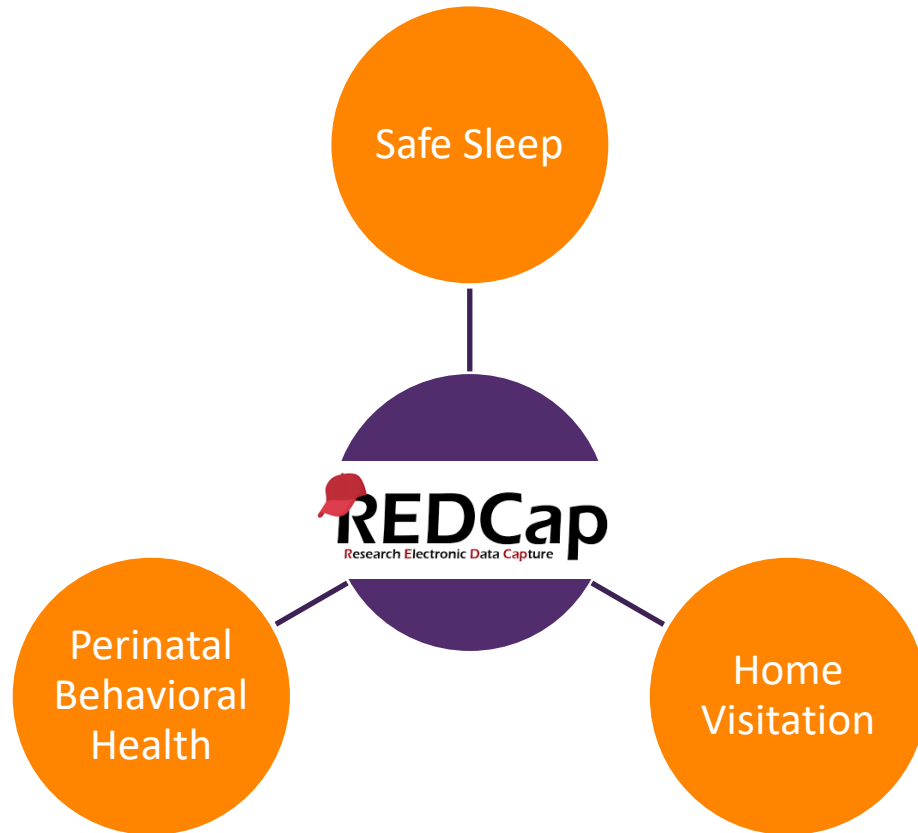 Safe Sleep
REDCap
Research Electronic Data Capture
Perinatal
Behavioral
Health
Home
Visitation